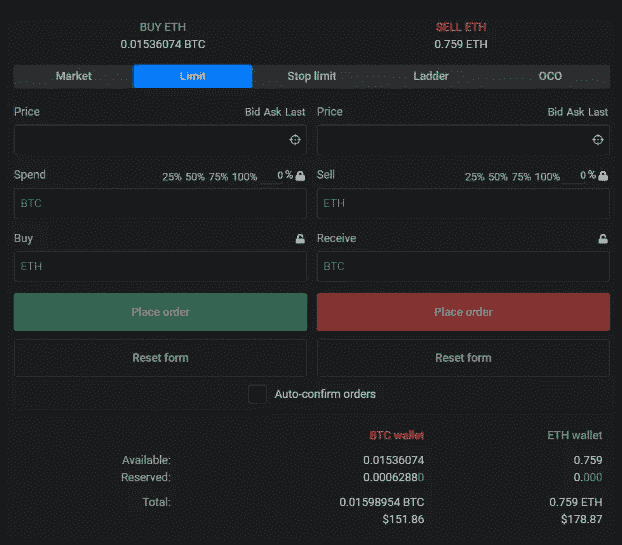 BUY ETH SELL ETH
0.01536074 BTC 0.759 ETH
Market Limit Stop limit Ladder OCO
Price Bid Ask Last Price Bid Ask Last
Spend 25% 50% 75% 100% 0 % Sell 25% 50% 75% 100% 0 %
BTC ETH
Buy Receive
ETH BTC
Place order Place order
Reset form Reset form
Auto-confirm orders
BTC wallet ETH wallet
Available: 0.01536074 0.759
Reserved: 0.00062880 0.000
Total: 0.01598954 BTC 0.759 ETH
$151.86 $178.87